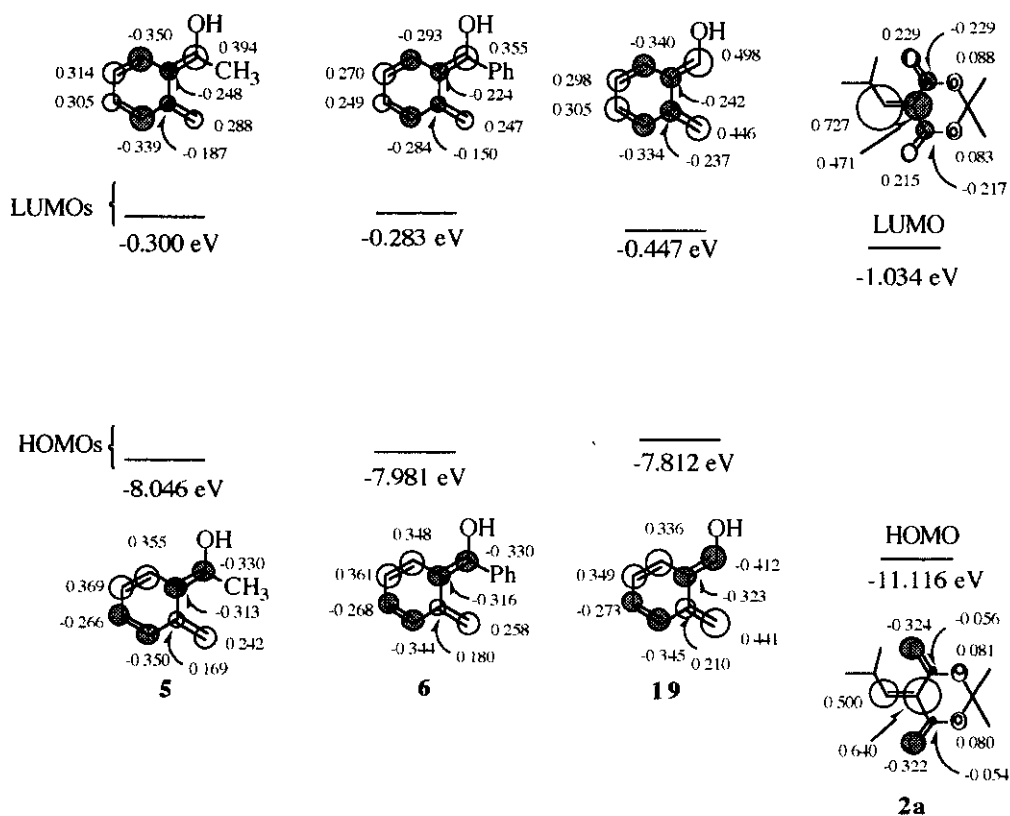 OH
-0.350
0.394
CH3
0.314
-0.248
0.305
0.288
-0.339
-0.187
OH
-0.293
0.355
Ph
0.270
-0.224
0.249
0.247
-0.284
-0.150
OH
-0.340
0.498
0.298
-0.242
0.305
0.446
-0.334
-0.237
0.229
-0.229
0.088
0.727
0.471
0.083
0.215
-0.217
LUMOs {
-0.300 eV
-0.283 eV
-0.447 eV
LUMO
-1.034 eV
HOMOs {
-8.046 eV
-7.981 eV
-7.812 eV
HOMO
-11.116 eV
OH
0.355
-0.330
CH3
0.369
-0.313
-0.266
0.242
-0.350
0.169
5
OH
0.348
-0.330
Ph
0.361
-0.316
-0.268
0.258
-0.344
0.180
6
OH
0.336
-0.412
0.349
-0.323
-0.273
0.441
-0.345
0.210
19
-0.324
-0.056
0.081
0.500
0.640
0.080
-0.322
-0.054
2a